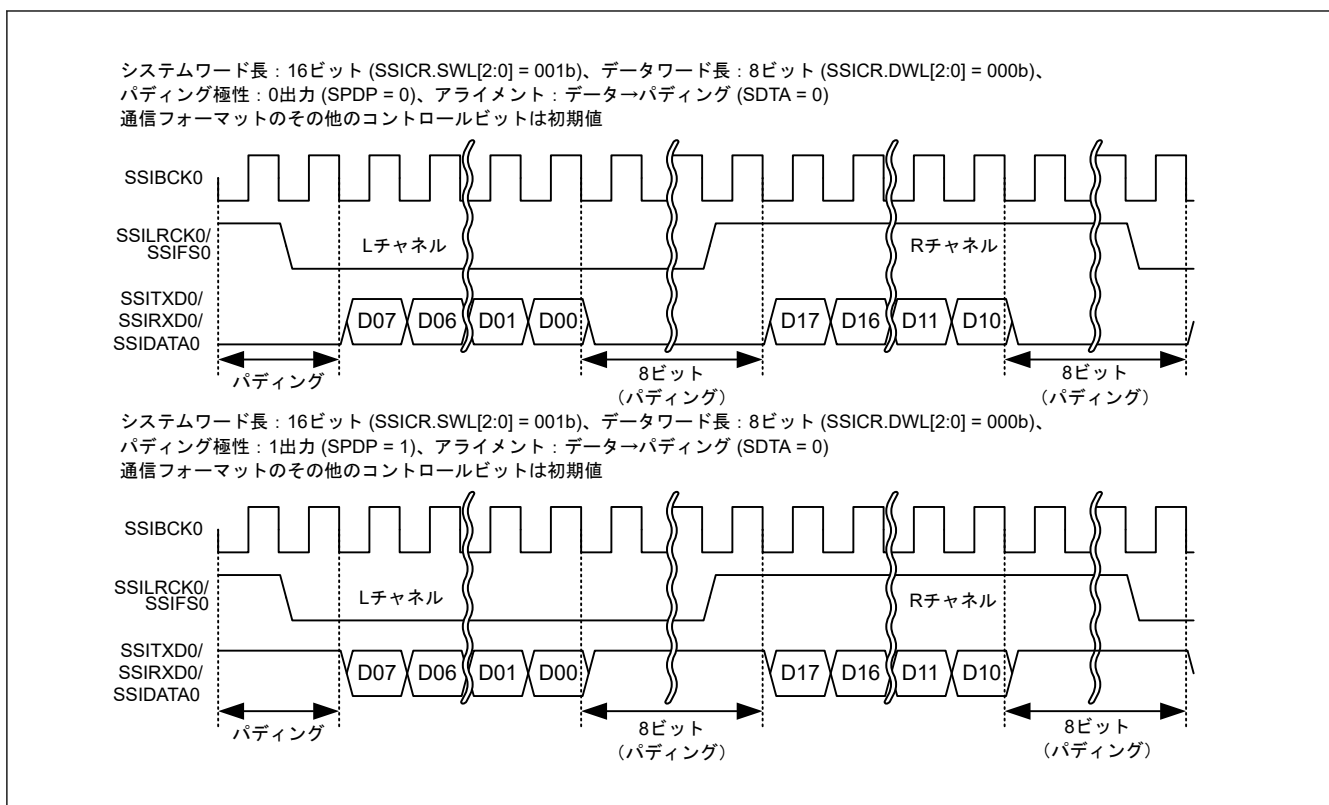 システムワード長：16ビット (SSICR.SWL[2:0] = 001b)、データワード長：8ビット (SSICR.DWL[2:0] = 000b)、
パディング極性：0出力 (SPDP = 0)、アライメント：データ→パディング (SDTA = 0)
通信フォーマットのその他のコントロールビットは初期値
SSIBCK0
SSILRCK0/
SSIFS0
Lチャネル
Rチャネル
SSITXD0/
SSIRXD0/
SSIDATA0
D07 D06 D01 D00 D17 D16 D11 D10
パディング
8ビット
（パディング）
8ビット
（パディング）
システムワード長：16ビット (SSICR.SWL[2:0] = 001b)、データワード長：8ビット (SSICR.DWL[2:0] = 000b)、
パディング極性：1出力 (SPDP = 1)、アライメント：データ→パディング (SDTA = 0)
通信フォーマットのその他のコントロールビットは初期値
SSIBCK0
SSILRCK0/
SSIFS0
Lチャネル
Rチャネル
SSITXD0/
SSIRXD0/
SSIDATA0
D07 D06 D01 D00 D17 D16 D11 D10
パディング
8ビット
（パディング）
8ビット
（パディング）